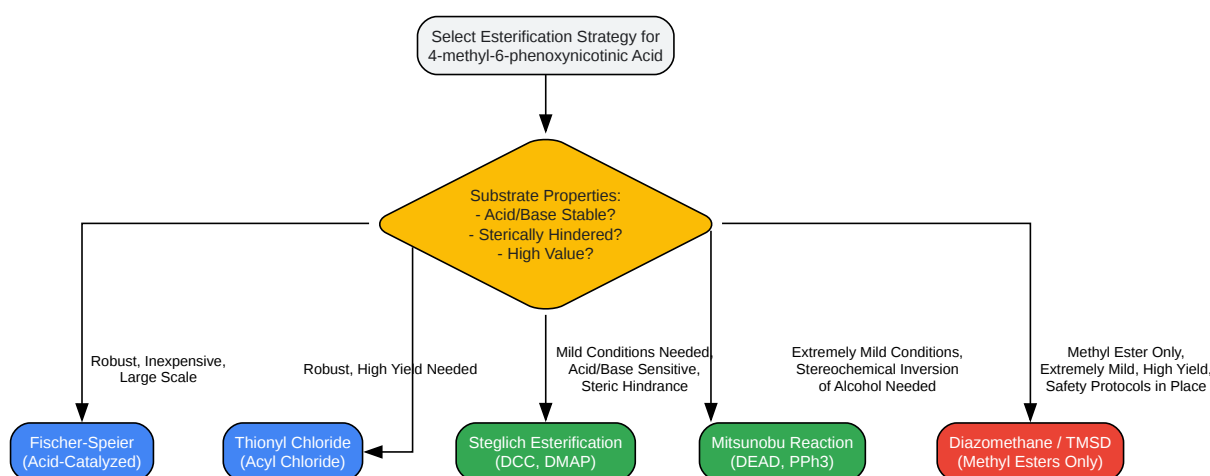 Select Esterification Strategy for
4-methyl-6-phenoxynicotinic Acid
Substrate Properties:
- Acid/Base Stable?
- Sterically Hindered?
- High Value?
Robust, Inexpensive,
Large Scale
Robust, High Yield Needed
Mild Conditions Needed,
Acid/Base Sensitive,
Steric Hindrance
Extremely Mild Conditions,
Stereochemical Inversion
of Alcohol Needed
Methyl Ester Only,
Extremely Mild, High Yield,
Safety Protocols in Place
Fischer-Speier
(Acid-Catalyzed)
Thionyl Chloride
(Acyl Chloride)
Steglich Esterification
(DCC, DMAP)
Mitsunobu Reaction
(DEAD, PPh3)
Diazomethane / TMSD
(Methyl Esters Only)